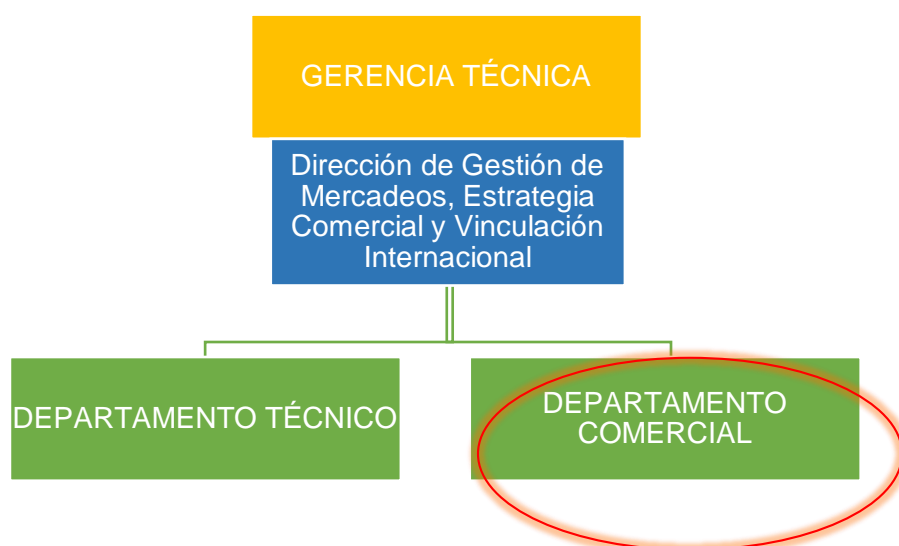 GERENCIA TÉCNICA
Dirección de Gestión de
Mercadeos, Estrategia
Comercial y Vinculación
Internacional
DEPARTAMENTO TÉCNICO
DEPARTAMENTO
COMERCIAL